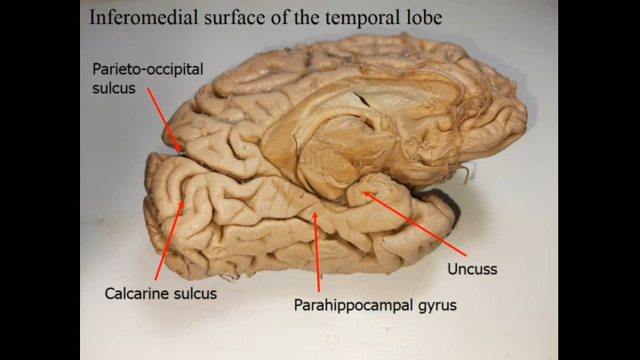 Inferomedial surface of the temporal lobe
Parieto-occipital
sulcus
Uncuss
Calcarine sulcus
Parahippocampal gyrus